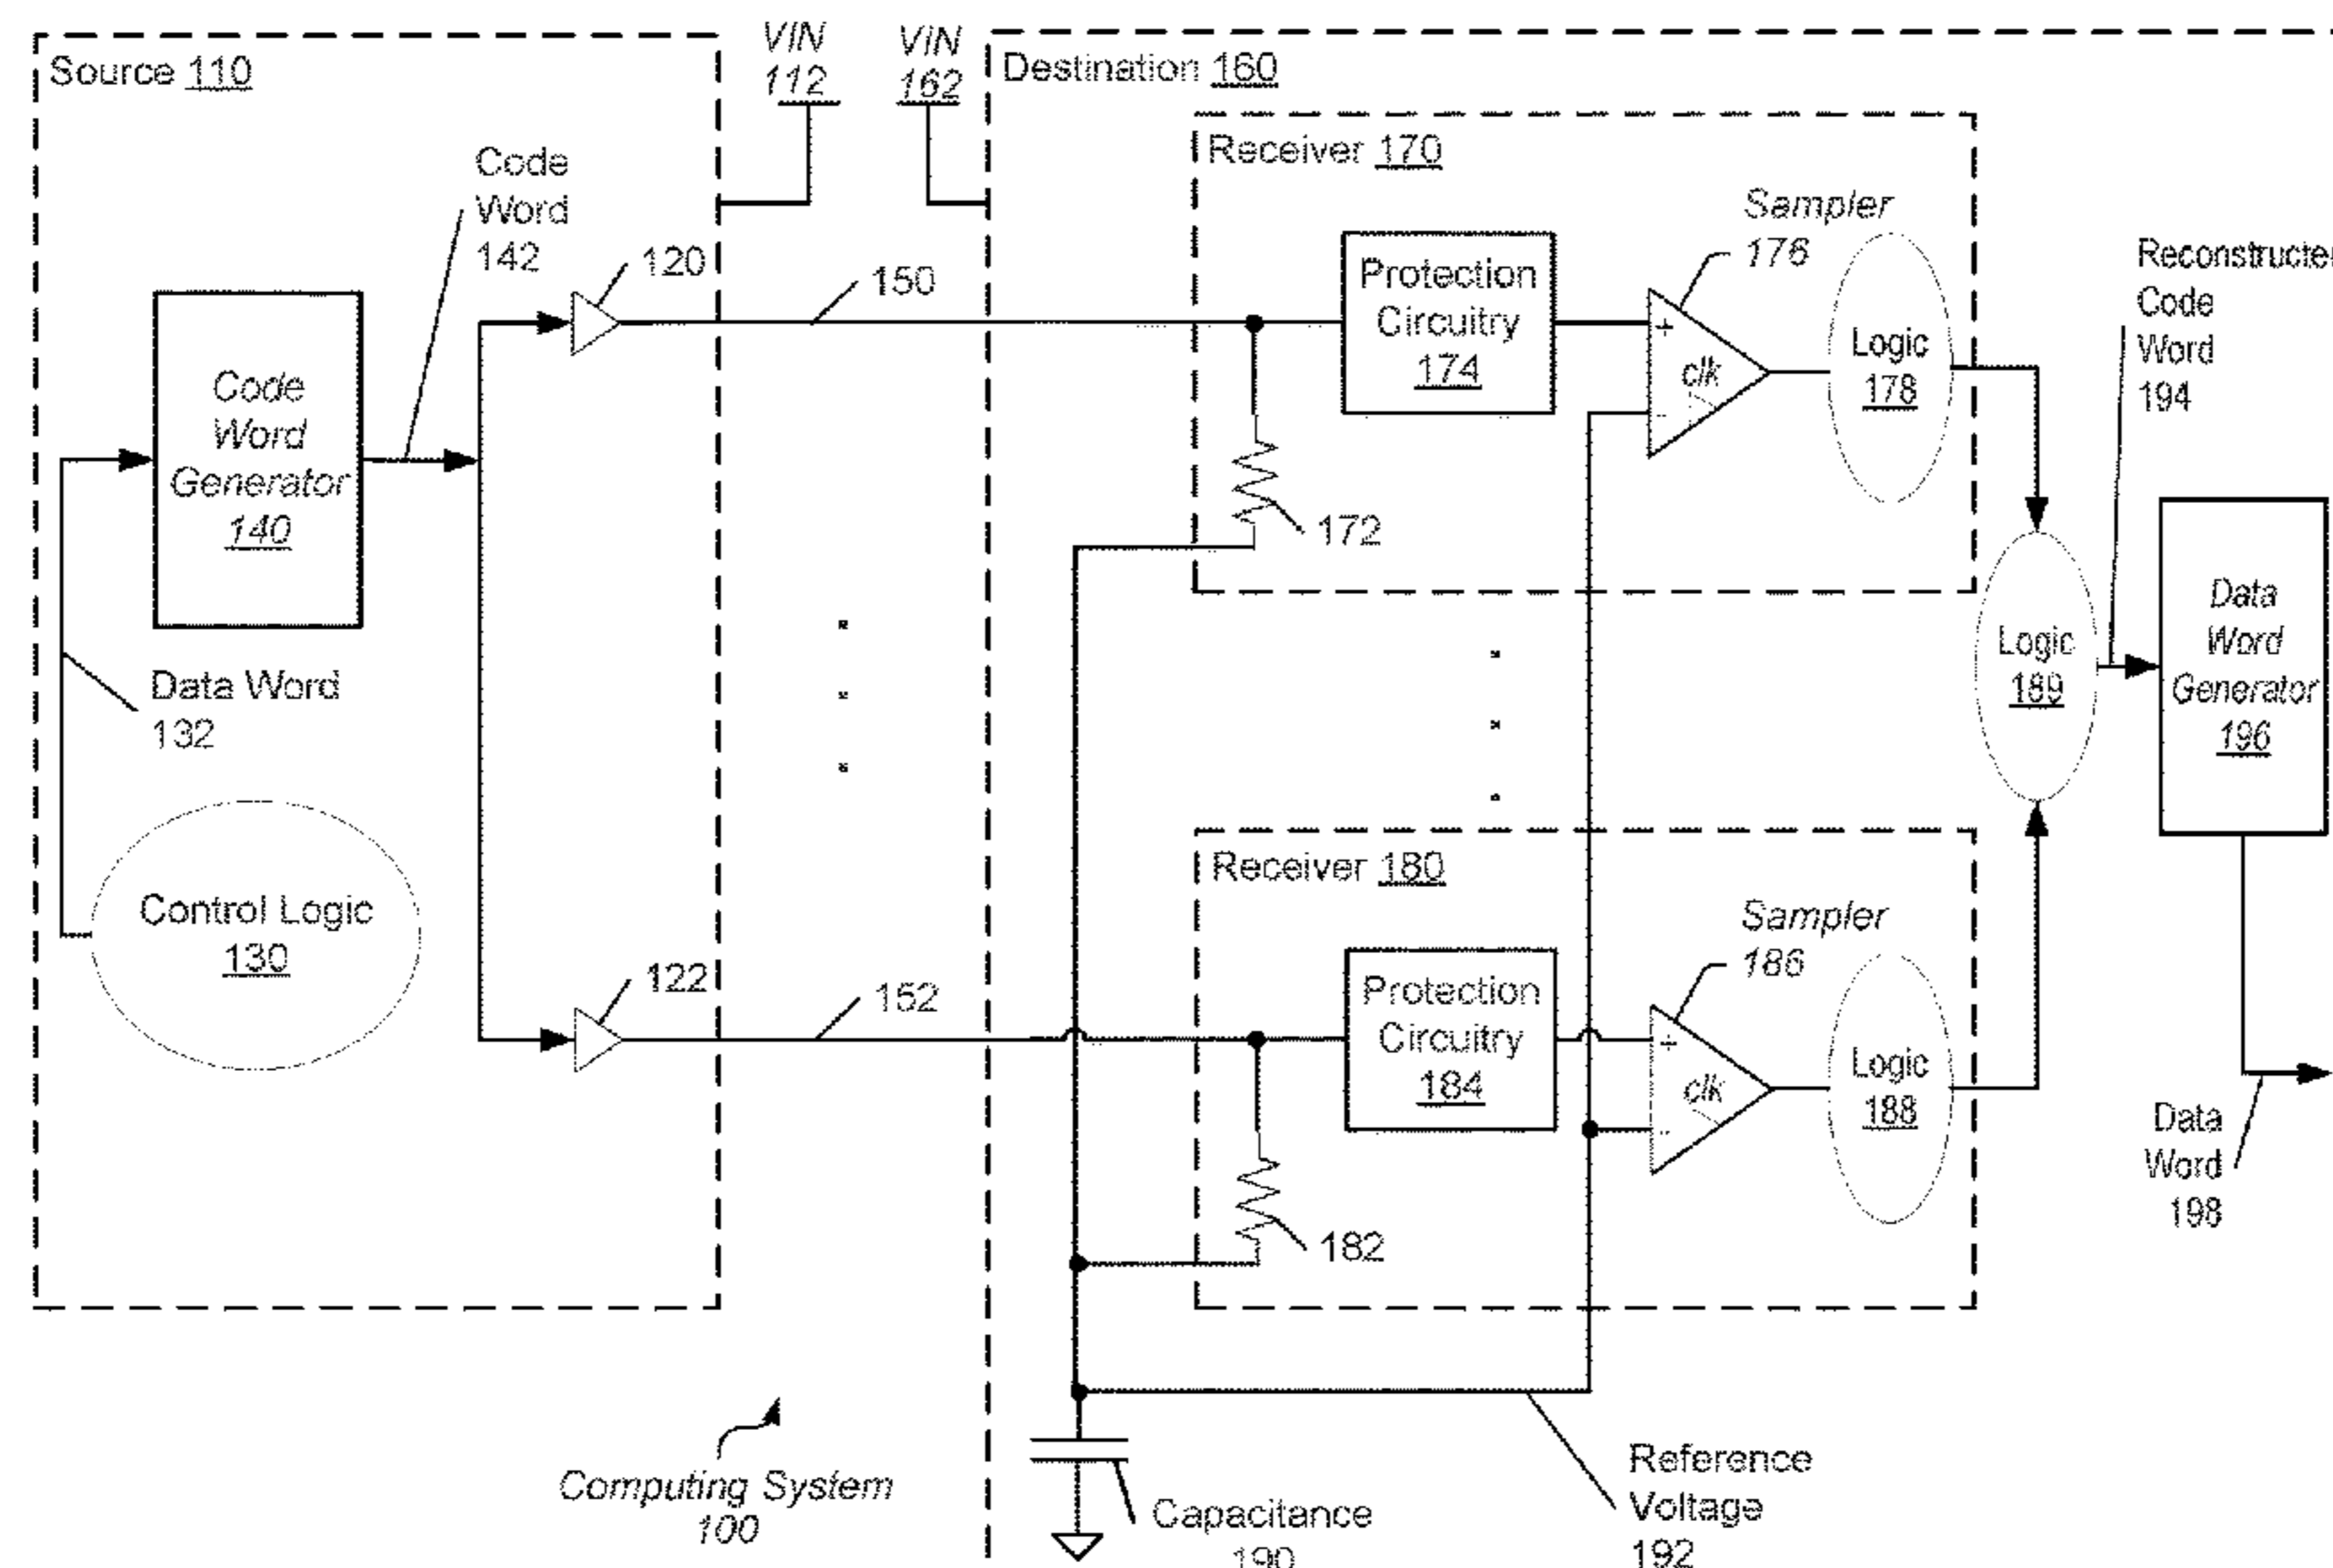 Source 110
VIN
112
VIN
162
Destination 160
Code
Word
142
120
150
Code
Word
Generator
140
Data Word
132
Control Logic
130
122
152
Receiver 170
Protection
Circuitry
174
172
Sampler
176
+
-
clk
Logic
178
Reconstructe
Code
Word
194
Logic
189
Data
Word
Generator
196
Receiver 180
Protection
Circuitry
184
182
Sampler
186
+
-
clk
Logic
188
Data
Word
198
Computing System
100
Capacitance
190
Reference
Voltage
192